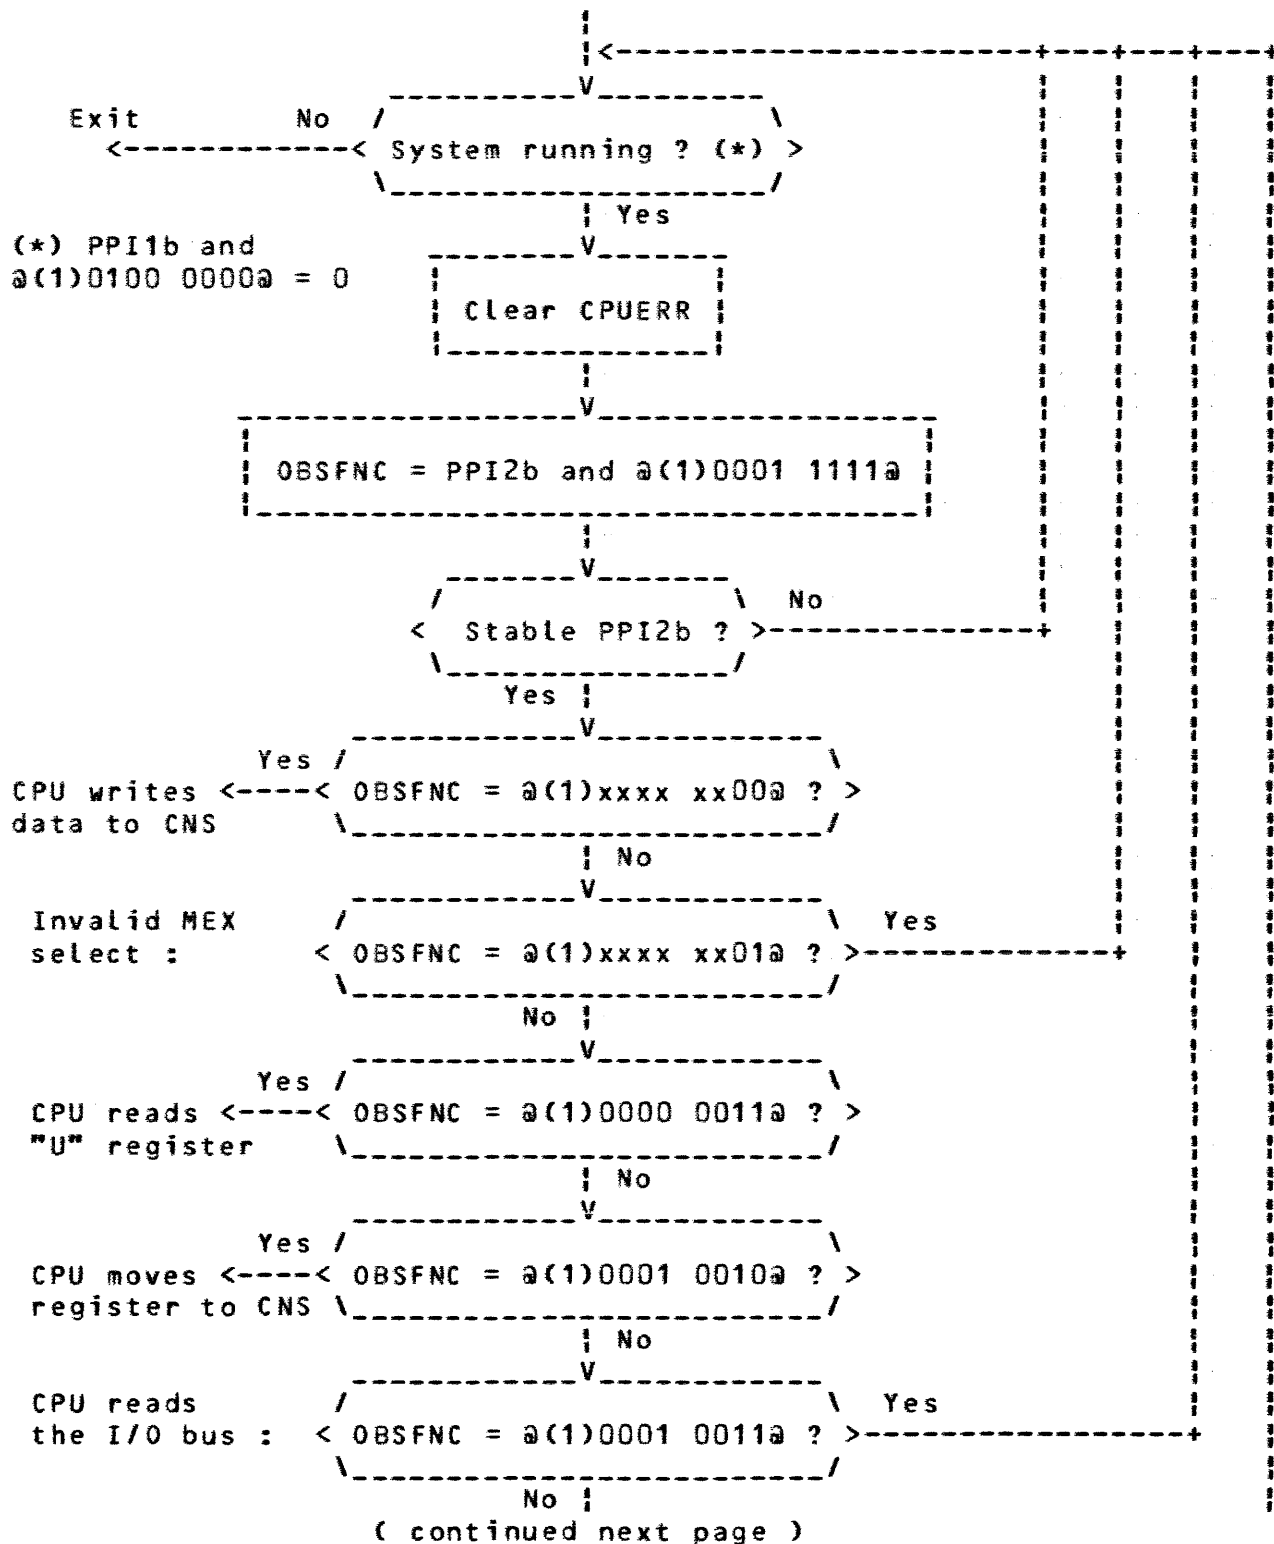 Exit No
System running ? (*)
Yes
(*) PPI1b and
@(1)0100 0000@ = 0
Clear CPUERR
OBSFNC = PPI2b and @(1)0001 1111@
No
Stable PPI2b ?
Yes
Yes
CPU writes OBSFNC = @(1)xxxx xx00@ ?
data to CNS
No
Invalid MEX Yes
select : OBSFNC = @(1)xxxx xx01@ ?
No
Yes
CPU reads OBSFNC = @(1)0000 0011@ ?
"U" register
No
Yes
CPU moves OBSFNC = @(1)0001 0010@ ?
register to CNS
No
CPU reads Yes
the I/O bus : OBSFNC = @(1)0001 0011@ ?
No
( continued next page )